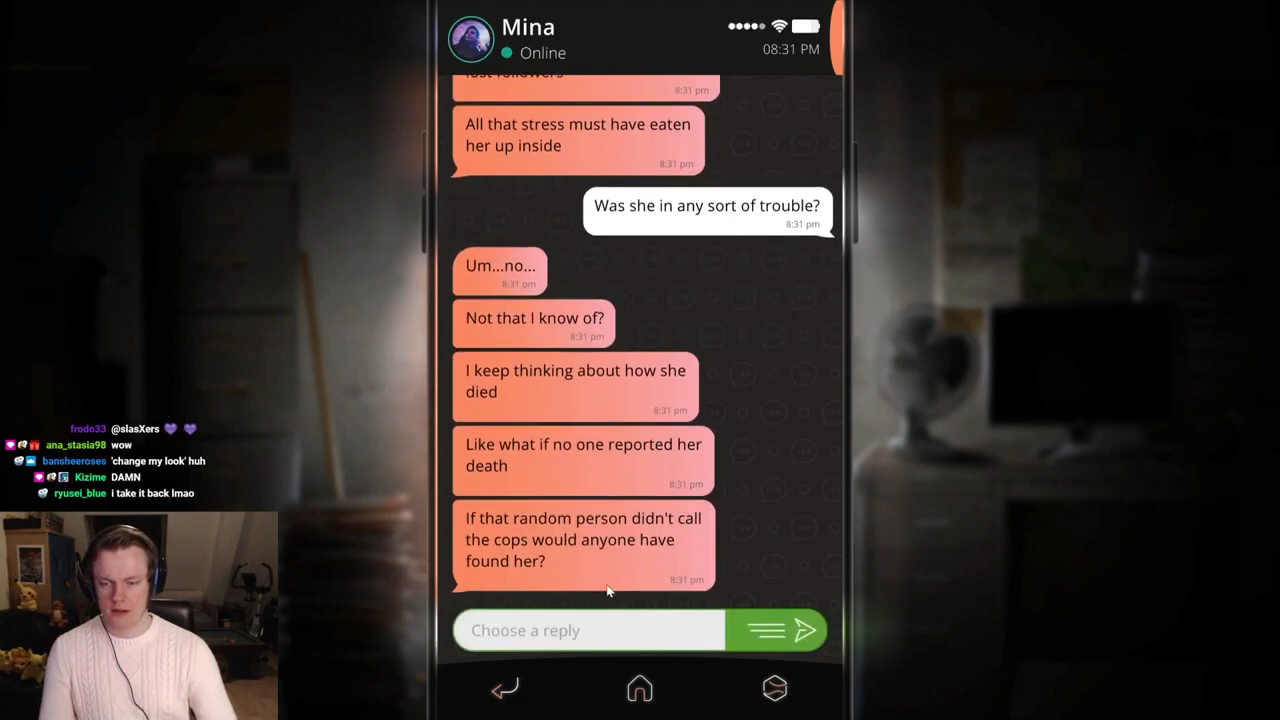 Mina
Online
08:31 PM
lost followers
8:31 pm
All that stress must have eaten
her up inside
8:31 pm
Was she in any sort of trouble?
8:31 pm
Um...no...
8:31 pm
Not that I know of?
8:31 pm
I keep thinking about how she
died
8:31 pm
Like what if no one reported her
death
8:31 pm
If that random person didn't call
the cops would anyone have
found her?
8:31 pm
Choose a reply
frodo33 @slasXers
ana_stasia98 wow
bansheeroses 'change my look' huh
Kizime DAMN
ryusei_blue i take it back lmao